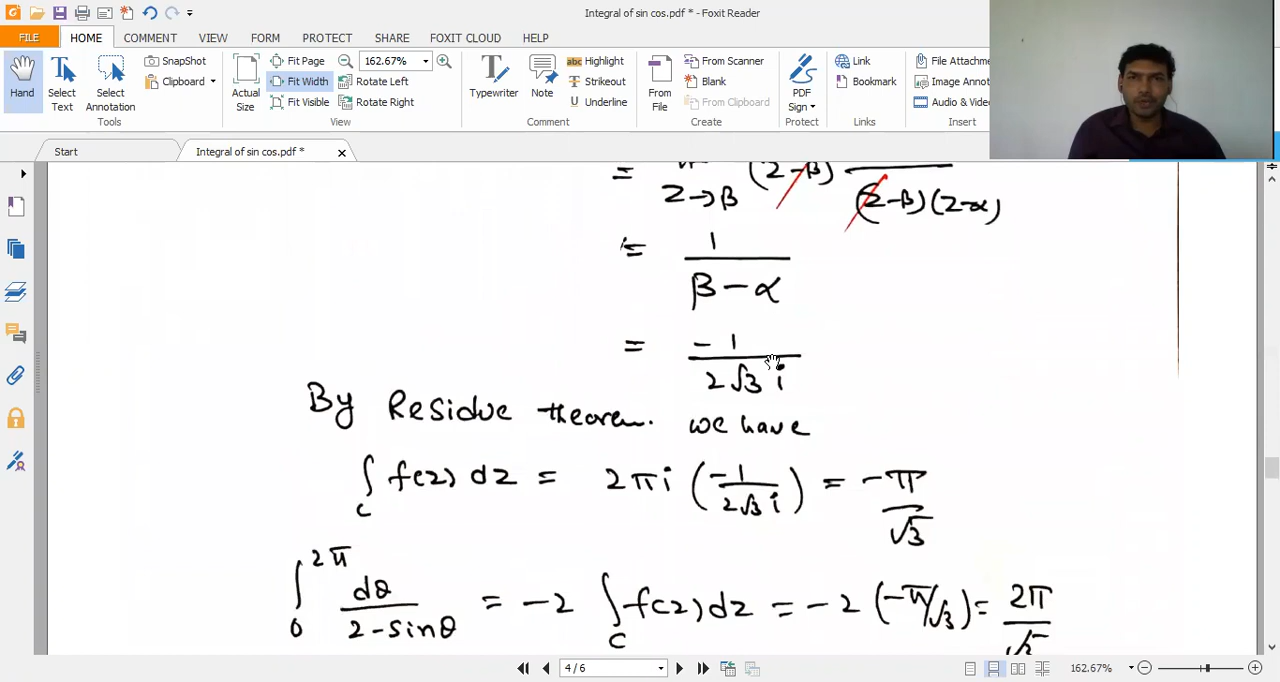 Integral of sin cos.pdf * - Foxit Reader
FILE HOME COMMENT VIEW FORM PROTECT SHARE FOXIT CLOUD HELP
Hand
Select Text
Select Annotation
SnapShot
Clipboard
Tools
Actual Size
Fit Page
Fit Width
Fit Visible
162.67%
Rotate Left
Rotate Right
View
Typewriter
Note
Highlight
Strikeout
Underline
Comment
From File
From Scanner
Blank
From Clipboard
Create
PDF Sign
Protect
Link
Bookmark
Links
File Attachm
Image Annot
Audio & Vide
Insert
Start Integral of sin cos.pdf *
= Z→β (z-β) (z-β)(z-α)
= 1 / β-α
= -1 / 2√3 i
By Residue theorem. we have
∫c f(z) dz = 2πi (-1 / 2√3 i) = -π / √3
∫0 2π dθ / 2-sinθ = -2 ∫c f(z) dz = -2 (-π/√3) = 2π / √3
4 / 6
162.67%